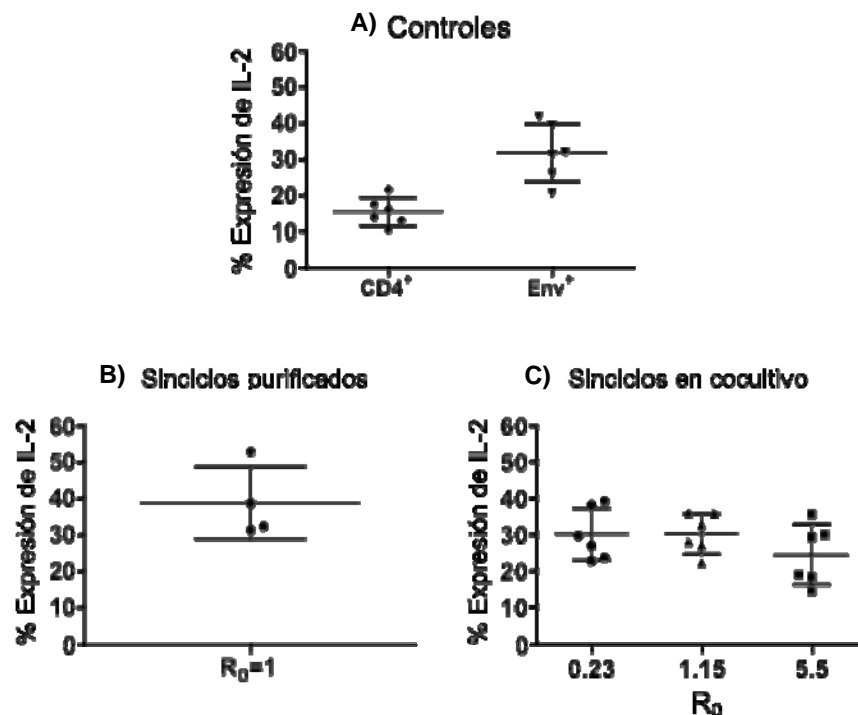 A) Controles
% Expresión de IL-2
60
50
40
30
20
10
0
CD4+
Env+
B) Sincicios purificados
% Expresión de IL-2
60
50
40
30
20
10
0
R0=1
C) Sincicios en cocultivo
% Expresión de IL-2
60
50
40
30
20
10
0
0.23 1.15 5.5
R0